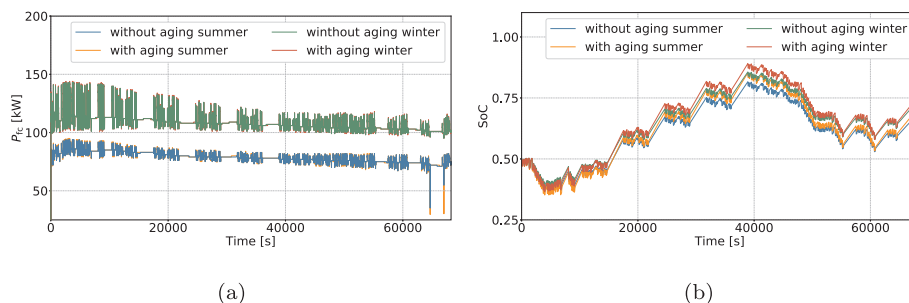 200
150
100
50
P_fc [kW]
without aging summer
with aging summer
winthout aging winter
with aging winter
0
20000
40000
60000
Time [s]
(a)
1.00
0.75
0.50
0.25
SoC
without aging summer
with aging summer
without aging winter
with aging winter
0
20000
40000
60000
Time [s]
(b)